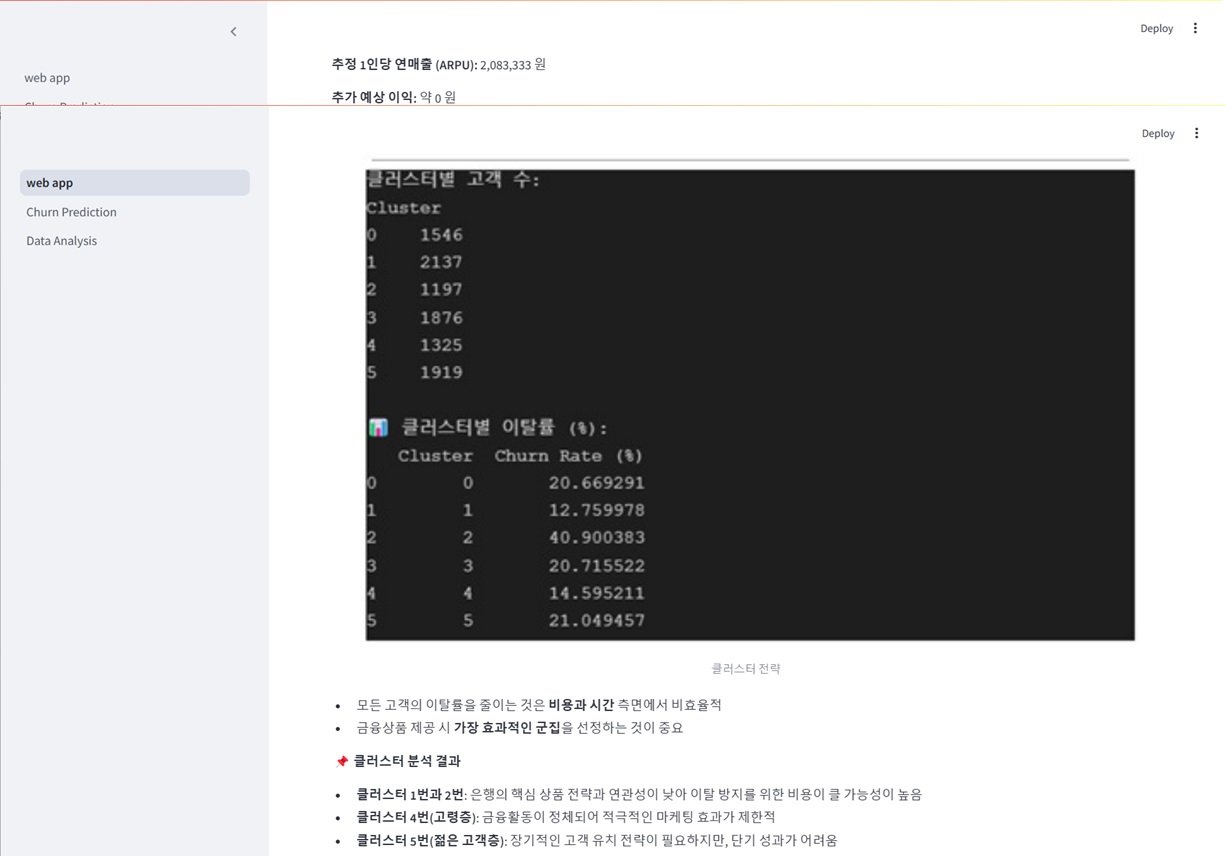 Deploy
추정 1인당 연매출 (ARPU): 2,083,333 원
web app
추가 예상 이익: 약 0 원
Deploy
web app
Churn Prediction
Data Analysis
클러스터별 고객 수:
Cluster
0 1546
1 2137
2 1197
3 1876
4 1325
5 1919
클러스터별 이탈률 (%):
Cluster Churn Rate (%)
0 0 20.669291
1 1 12.759978
2 2 40.900383
3 3 20.715522
4 4 14.595211
5 5 21.049457
클러스터 전략
• 모든 고객의 이탈률을 줄이는 것은 비용과 시간 측면에서 비효율적
• 금융상품 제공 시 가장 효과적인 군집을 선정하는 것이 중요
📌 클러스터 분석 결과
• 클러스터 1번과 2번: 은행의 핵심 상품 전략과 연관성이 낮아 이탈 방지를 위한 비용이 클 가능성이 높음
• 클러스터 4번(고령층): 금융활동이 정체되어 적극적인 마케팅 효과가 제한적
• 클러스터 5번(젊은 고객층): 장기적인 고객 유치 전략이 필요하지만, 단기 성과가 어려움